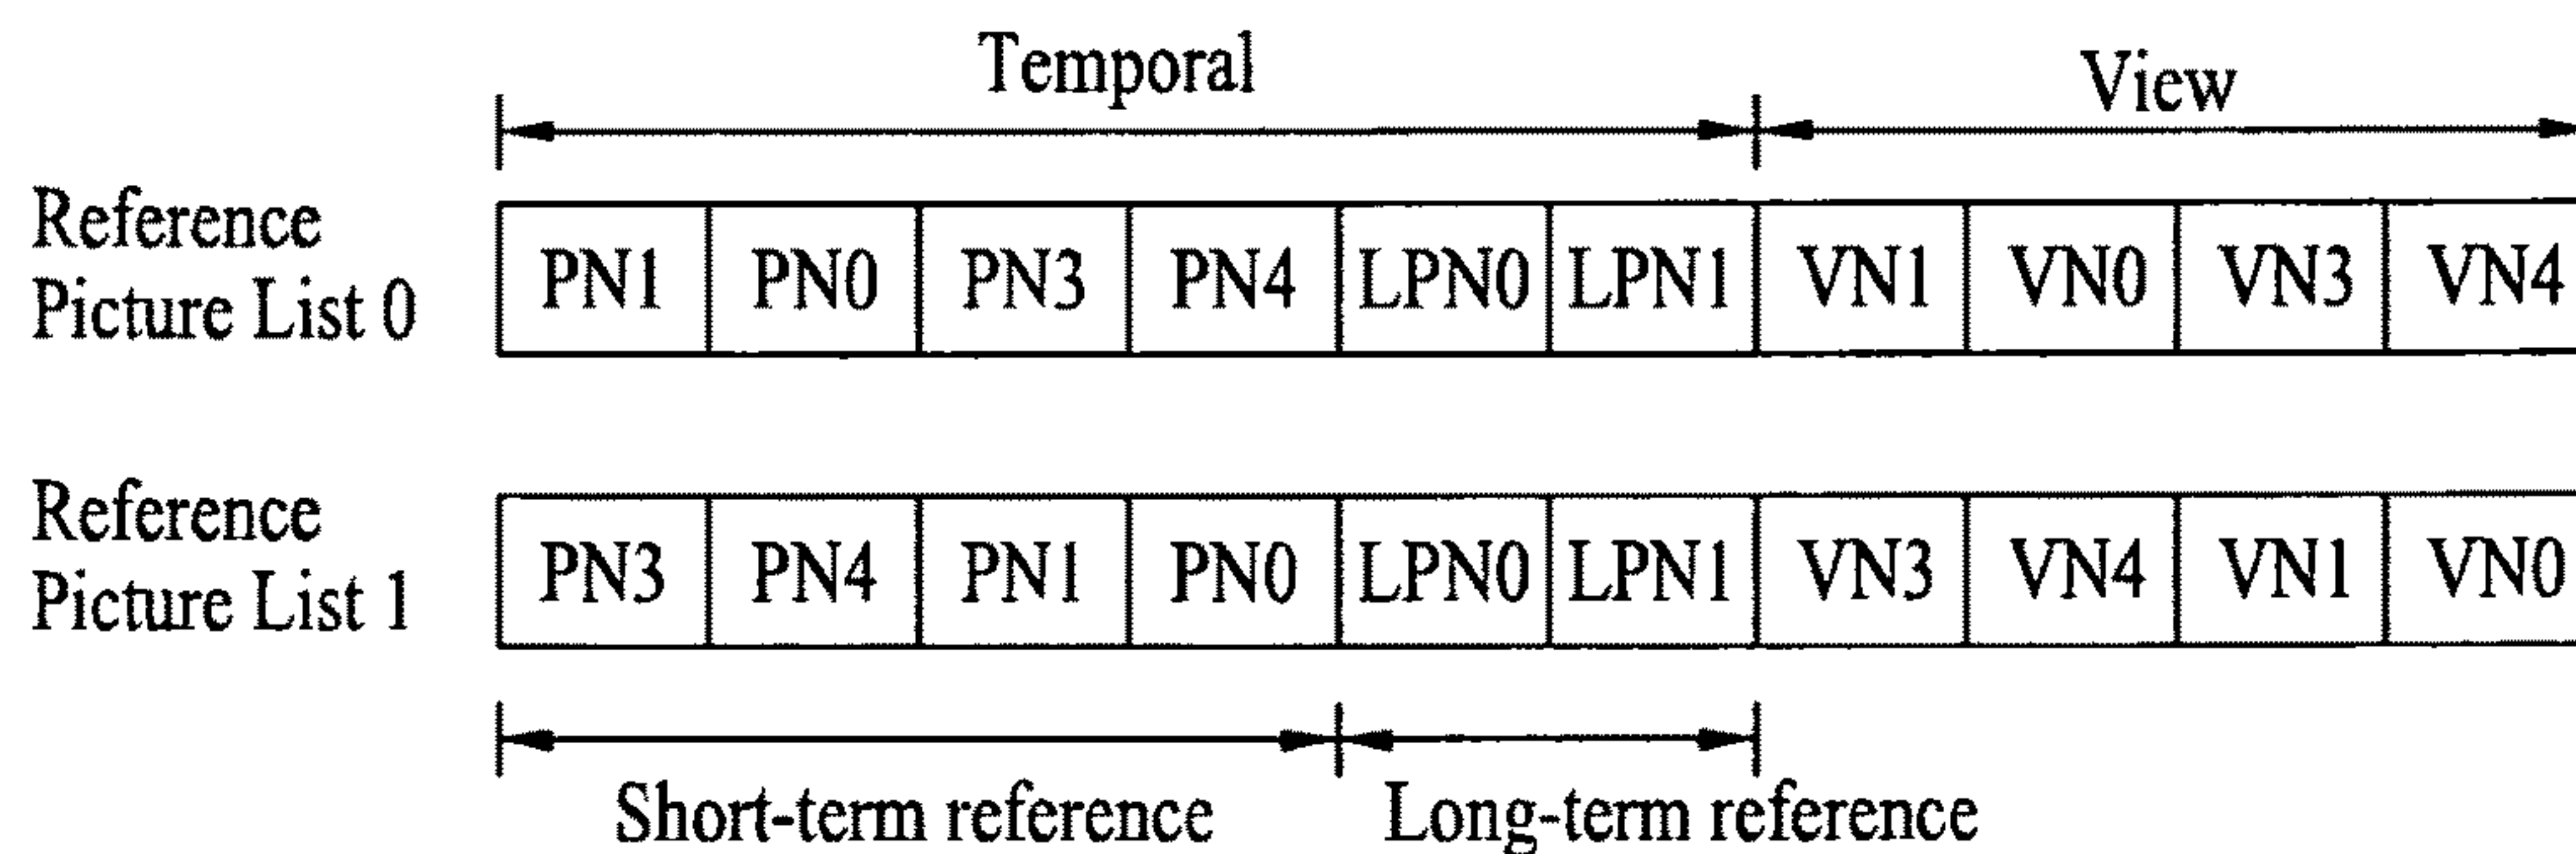 Temporal
View
Reference
Picture List 0
PN1 PN0 PN3 PN4 LPN0 LPN1 VN1 VN0 VN3 VN4
Reference
Picture List 1
PN3 PN4 PN1 PN0 LPN0 LPN1 VN3 VN4 VN1 VN0
Short-term reference
Long-term reference